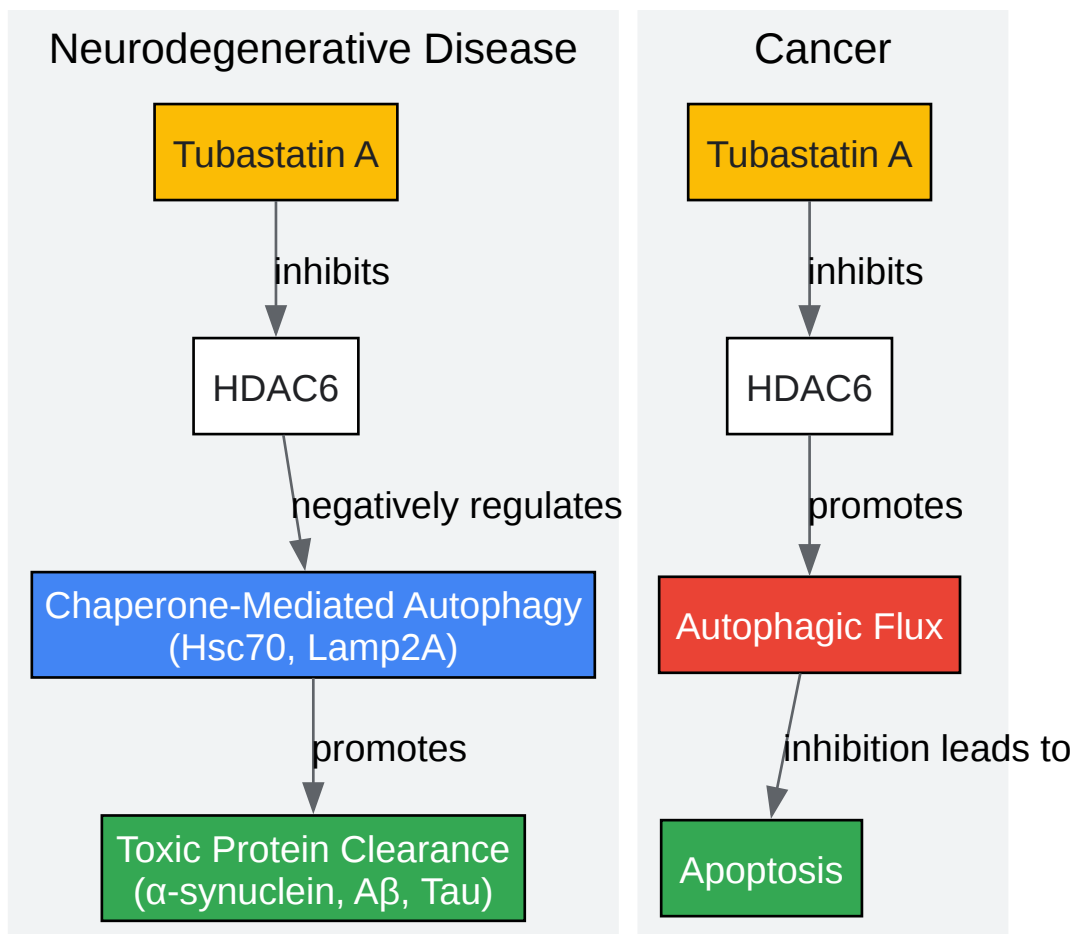 Neurodegenerative Disease
Tubastatin A
inhibits
HDAC6
negatively regulates
Chaperone-Mediated Autophagy
(Hsc70, Lamp2A)
promotes
Toxic Protein Clearance
(α-synuclein, Aβ, Tau)
Cancer
Tubastatin A
inhibits
HDAC6
promotes
Autophagic Flux
inhibition leads to
Apoptosis